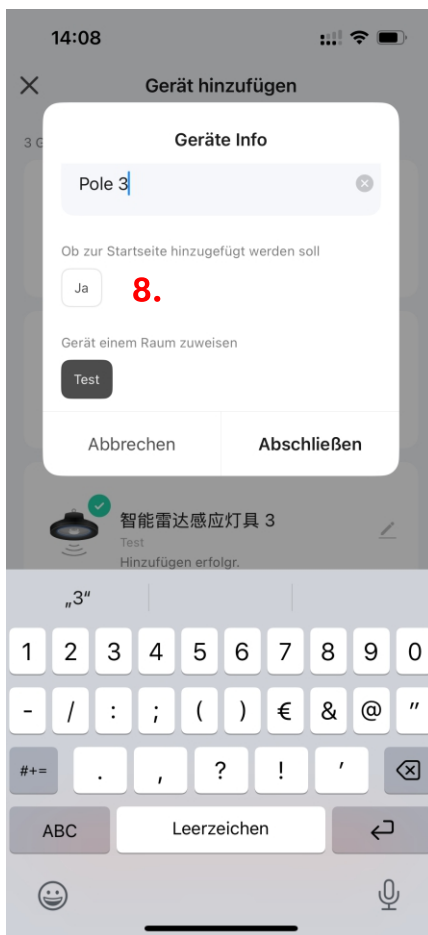 14:08
Gerät hinzufügen
3 G
Geräte Info
Pole 3
Ob zur Startseite hinzugefügt werden soll
Ja
8.
Gerät einem Raum zuweisen
Test
Abbrechen
Abschließen
智能雷达感应灯具 3
Test
Hinzufügen erfolgr.
„3“
1 2 3 4 5 6 7 8 9 0
- / : ; ( ) € & @ "
#+= . , ? ! ′
ABC Leerzeichen